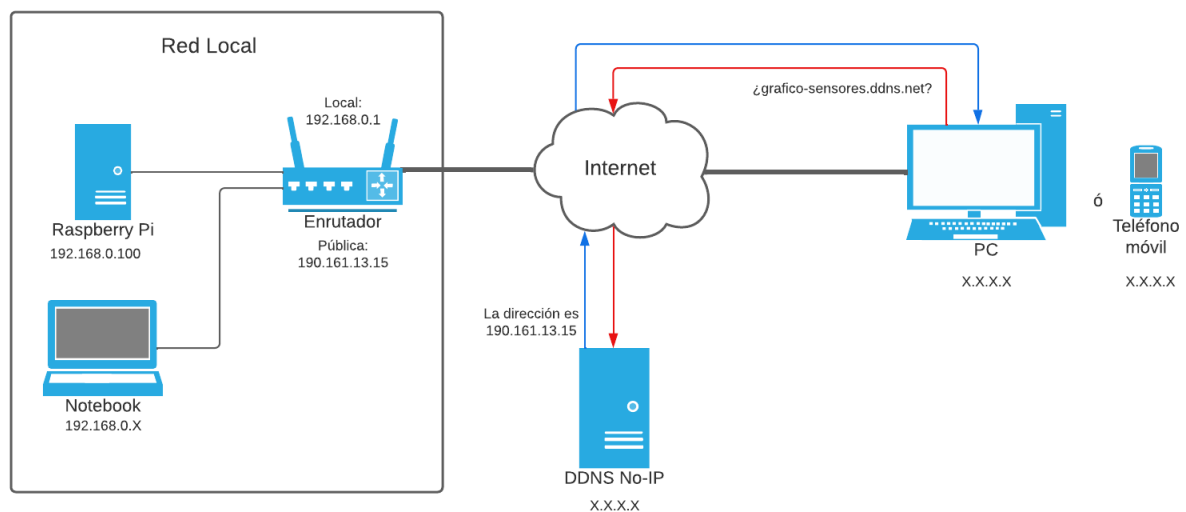 Red Local
Local:
192.168.0.1
Raspberry Pi
192.168.0.100
Enrutador
Pública:
190.161.13.15
Notebook
192.168.0.X
Internet
¿grafico-sensores.ddns.net?
La dirección es
190.161.13.15
DDNS No-IP
X.X.X.X
PC
X.X.X.X
ó
Teléfono
móvil
X.X.X.X